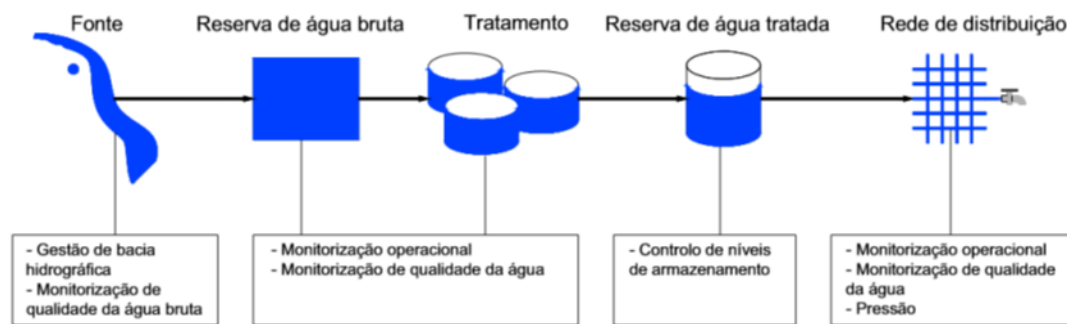 Fonte
Reserva de água bruta
Tratamento
Reserva de água tratada
Rede de distribuição
- Gestão de bacia
hidrográfica
- Monitorização de
qualidade da água bruta
- Monitorização operacional
- Monitorização de qualidade da água
- Controlo de níveis
de armazenamento
- Monitorização operacional
- Monitorização de qualidade
da água
- Pressão